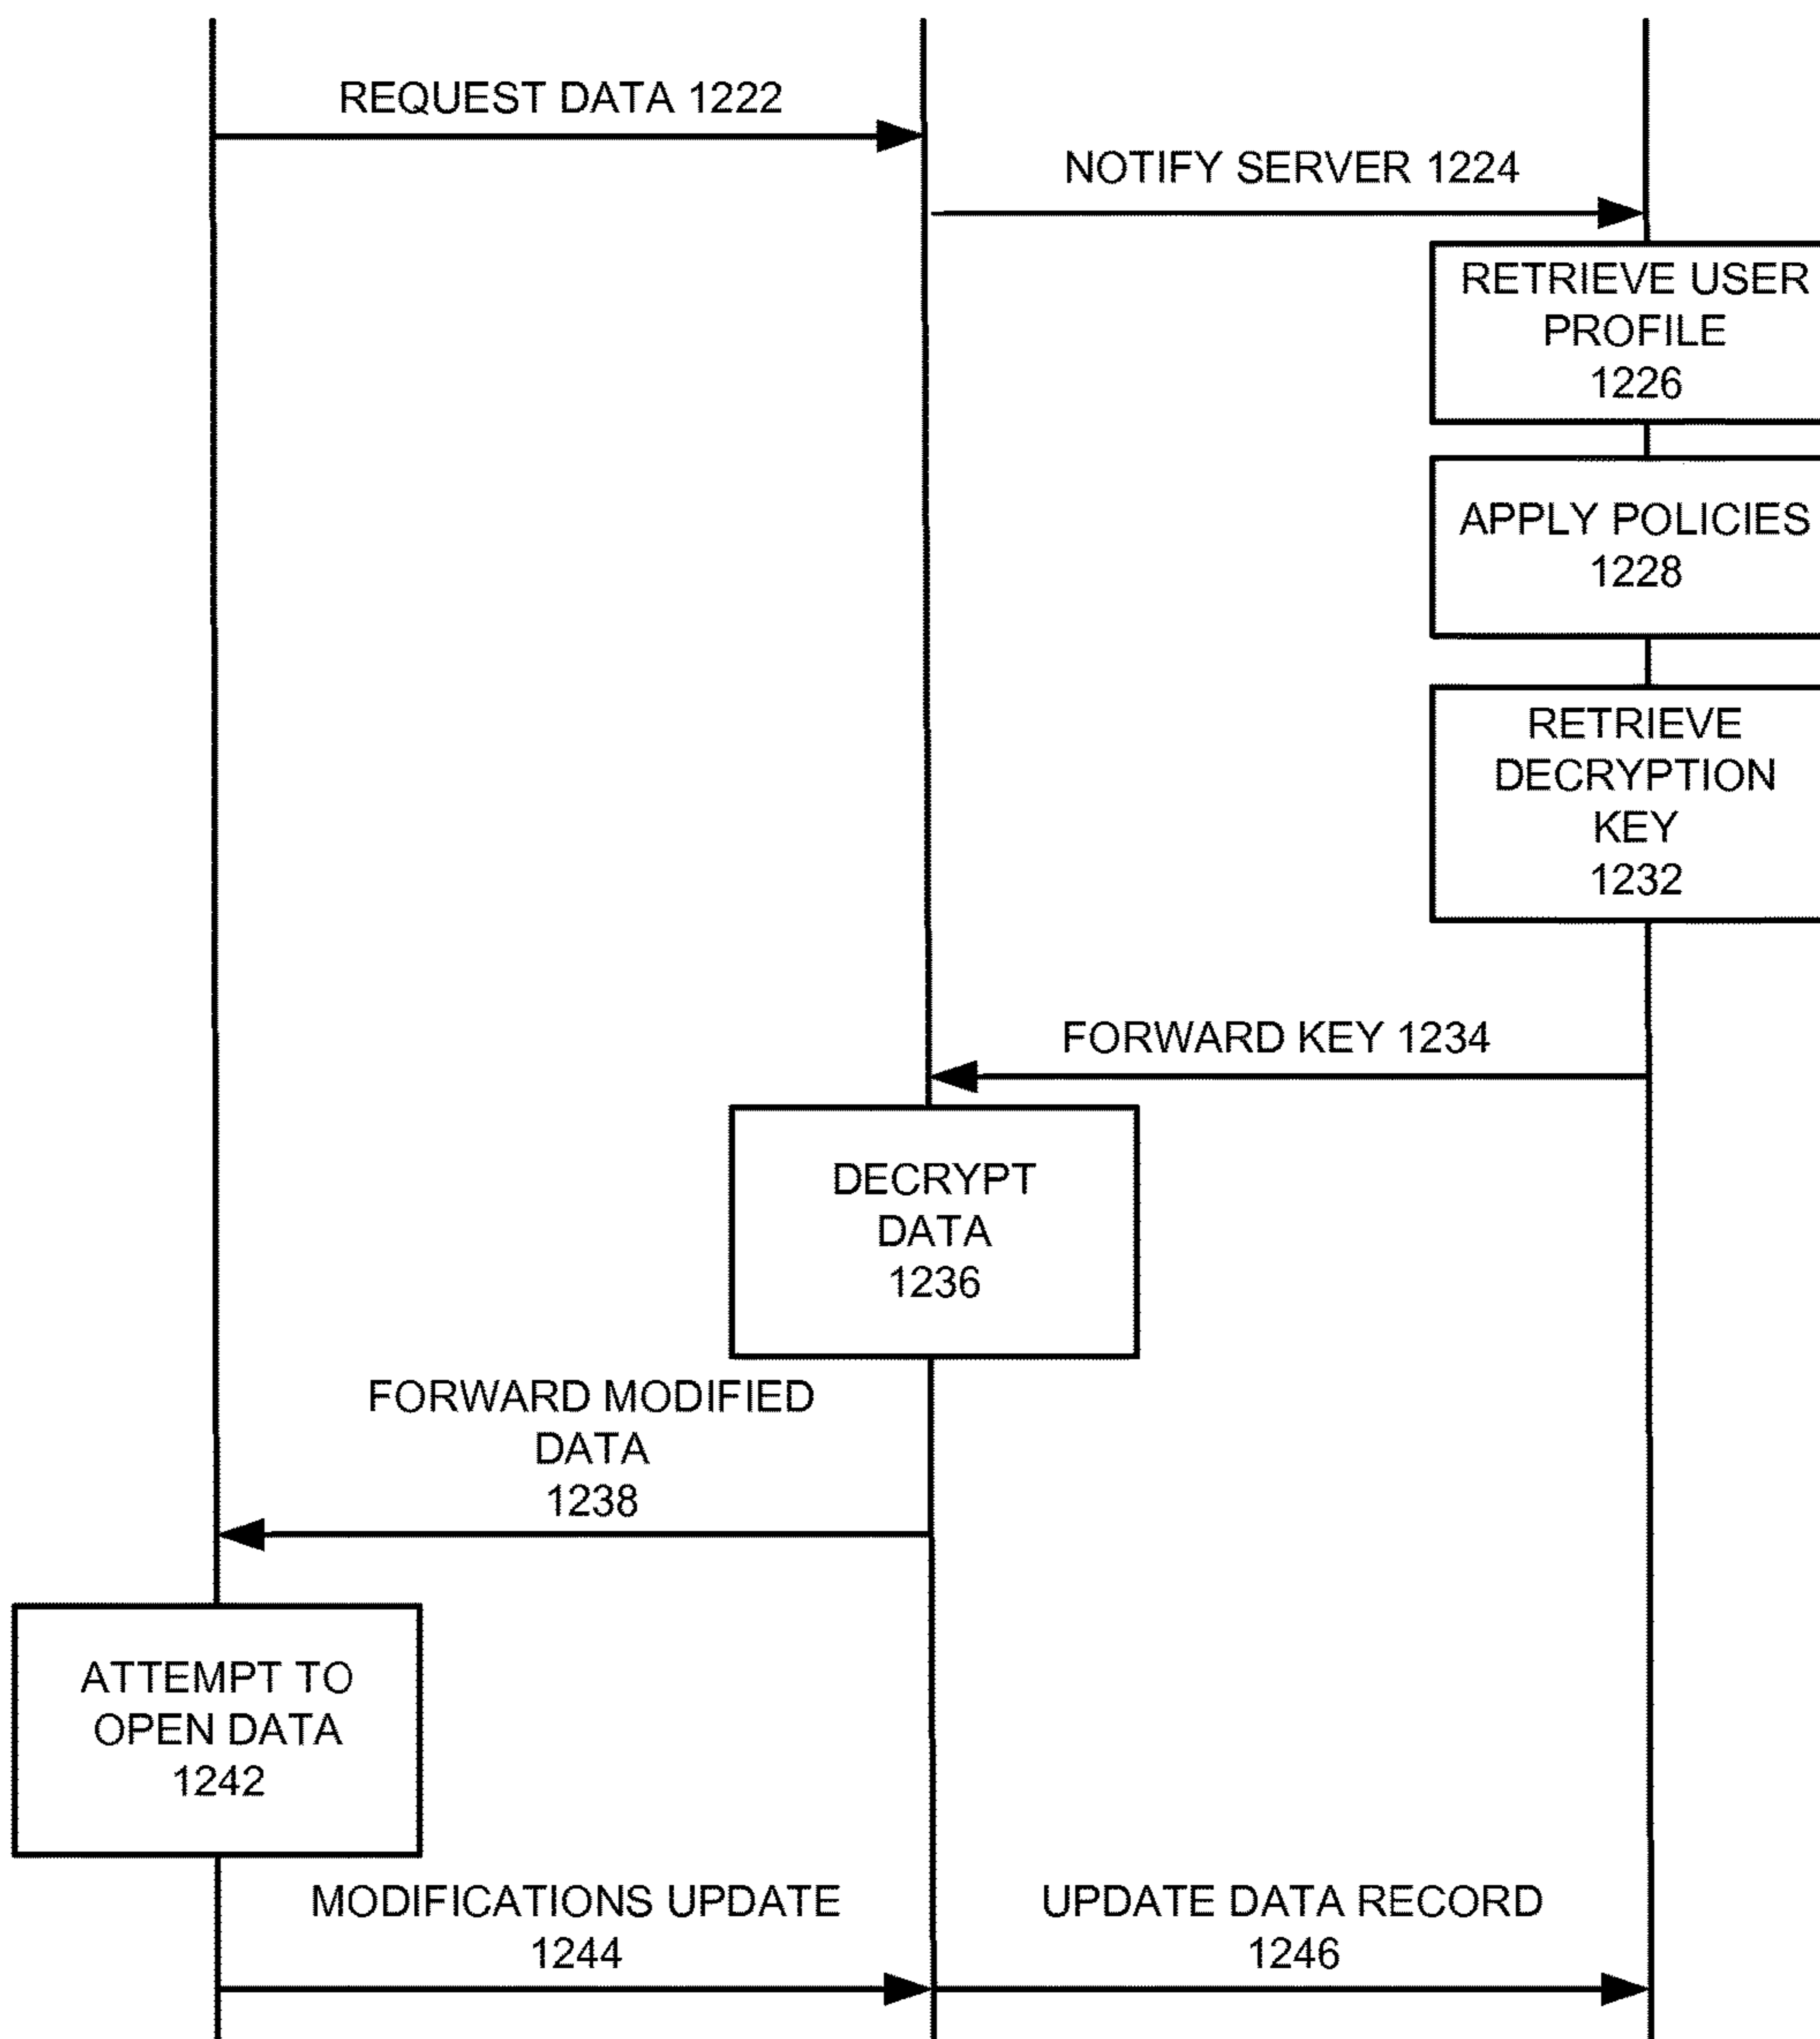 REQUEST DATA 1222
NOTIFY SERVER 1224
RETRIEVE USER
PROFILE
1226
APPLY POLICIES
1228
RETRIEVE
DECRYPTION
KEY
1232
FORWARD KEY 1234
DECRYPT
DATA
1236
FORWARD MODIFIED
DATA
1238
ATTEMPT TO
OPEN DATA
1242
MODIFICATIONS UPDATE
1244
UPDATE DATA RECORD
1246